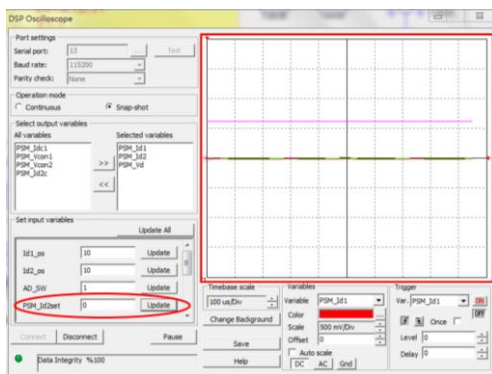 DSP Oscilloscope
Port settings
Serial port: 13 ... Test
Baud rate: 115200
Parity check: None
Operation mode
Continuous Snap-shot
Select output variables
All variables Selected variables
PSM_Idc1
PSM_Vcon1
PSM_Vcon2
PSM_Id2c
>>
<<
PSM_Id1
PSM_Id2
PSM_Vd
Set input variables
Update All
Id1_os 10 Update
Id2_os 10 Update
AD_SW 1 Update
PSM_Id2set 0 Update
Connect Disconnect Pause
Data Integrity %100
Timebase scale
100 us/Div
Change Background
Save
Help
Variables
Variable PSM_Id1
Color ...
Scale 500 mV/Div
Offset 0
Auto scale
DC AC Gnd
Trigger
Var. PSM_Id1 ON
OFF
Once
Level 0
Delay 0